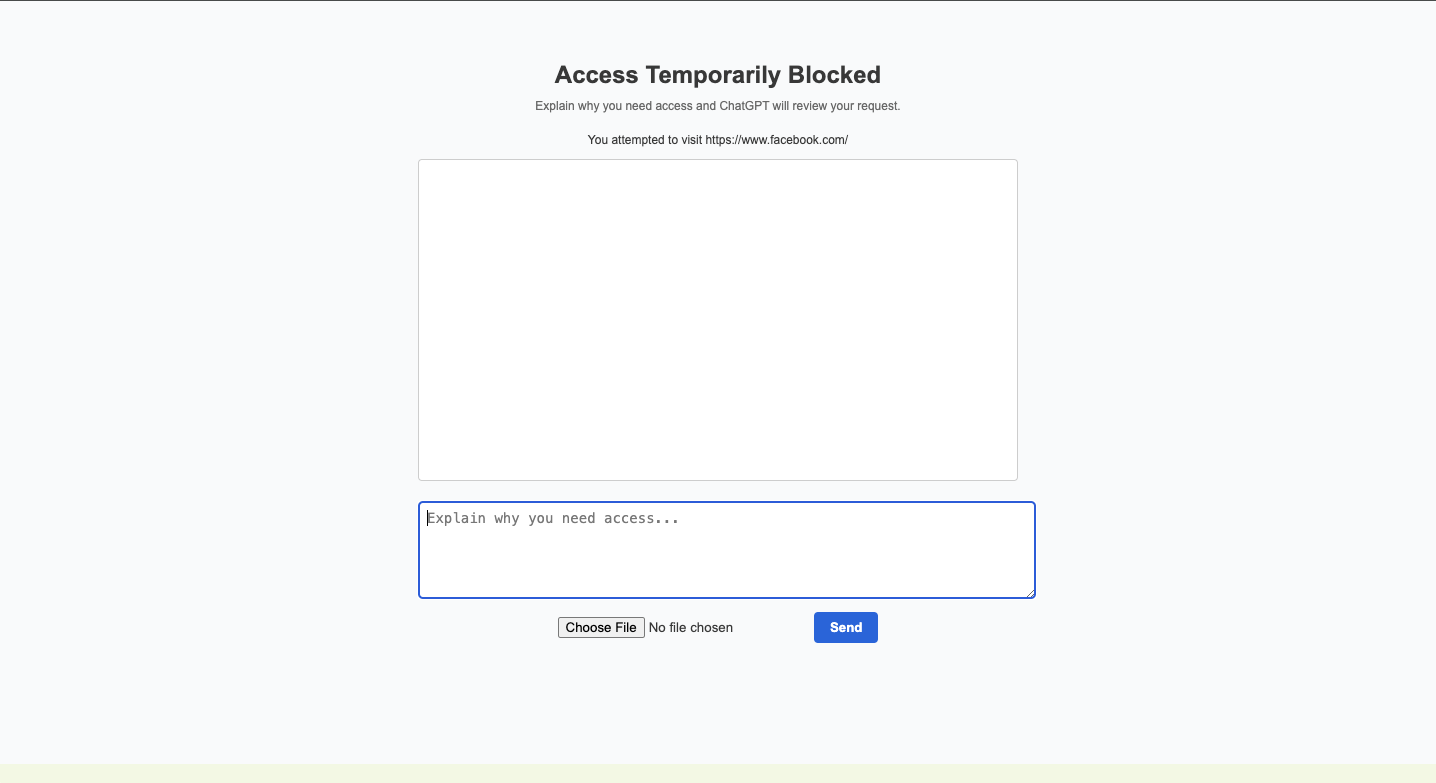 Access Temporarily Blocked
Explain why you need access and ChatGPT will review your request.
You attempted to visit https://www.facebook.com/
Explain why you need access...
Choose File No file chosen
Send